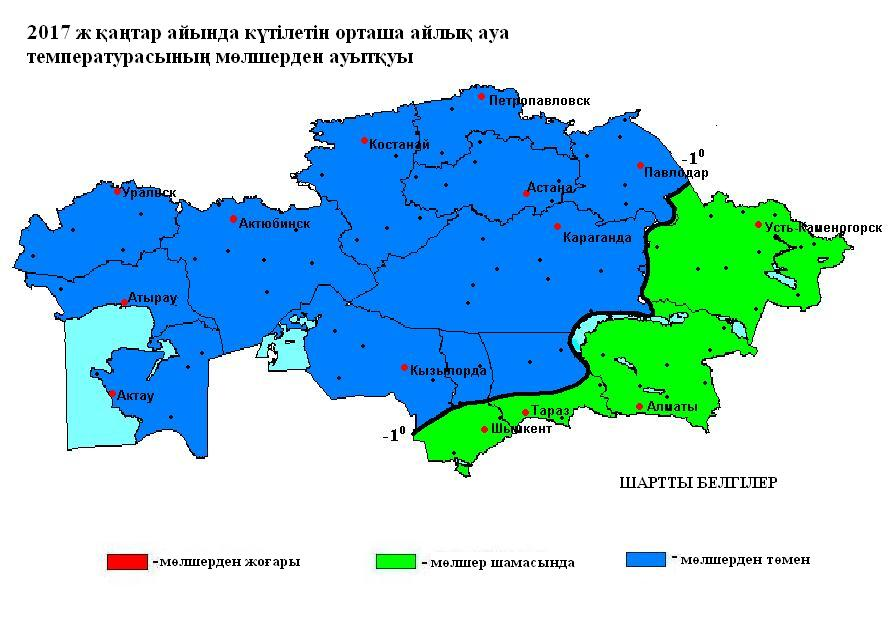 2017 ж қаңтар айында күтілетін орташа айлық ауа
температурасының мөлшерден ауытқуы
Петропавловск
Костанай
-1⁰
Павлодар
Астана
Уральск
Актюбинск
Усть-Каменогорск
Караганда
Атырау
Кызылорда
Актау
Тараз
Алматы
Шымкент
-1⁰
ШАРТТЫ БЕЛГІЛЕР
-мөлшерден жоғары
- мөлшер шамасында
- мөлшерден төмен